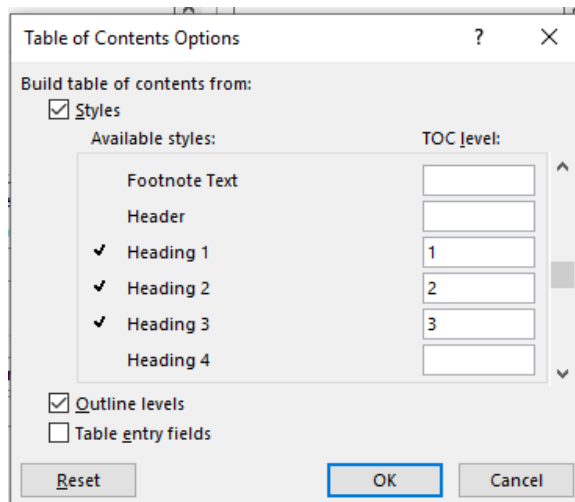 Table of Contents Options ?
Build table of contents from:
Styles
Available styles: TOC level:
Footnote Text
Header
Heading 1 1
Heading 2 2
Heading 3 3
Heading 4
Outline levels
Table entry fields
Reset OK Cancel